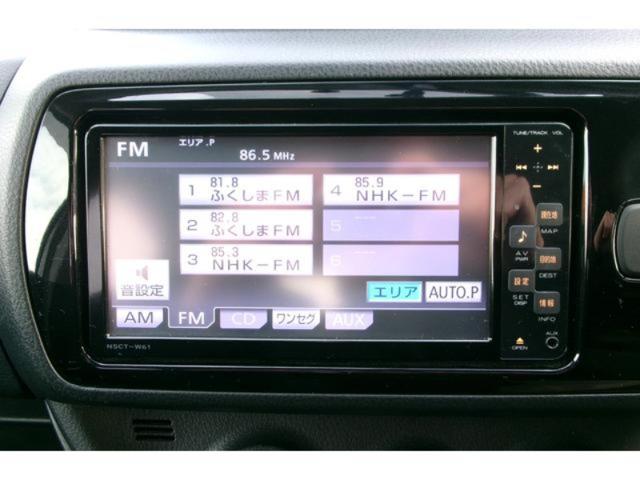 FM エリア.P
86.5 MHz
1 81.8 ふくしまFM
4 85.9 NHK-FM
2 82.8 ふくしまFM
5
3 85.3 NHK-FM
6
音設定
エリア AUTO.P
AM FM CD ワンセグ AUX
NSCT-W61
TUNE/TRACK VOL
+
-
現在地
MAP
AV PWR
目的地
DEST
設定
SET DISP
情報
INFO
OPEN
AUX